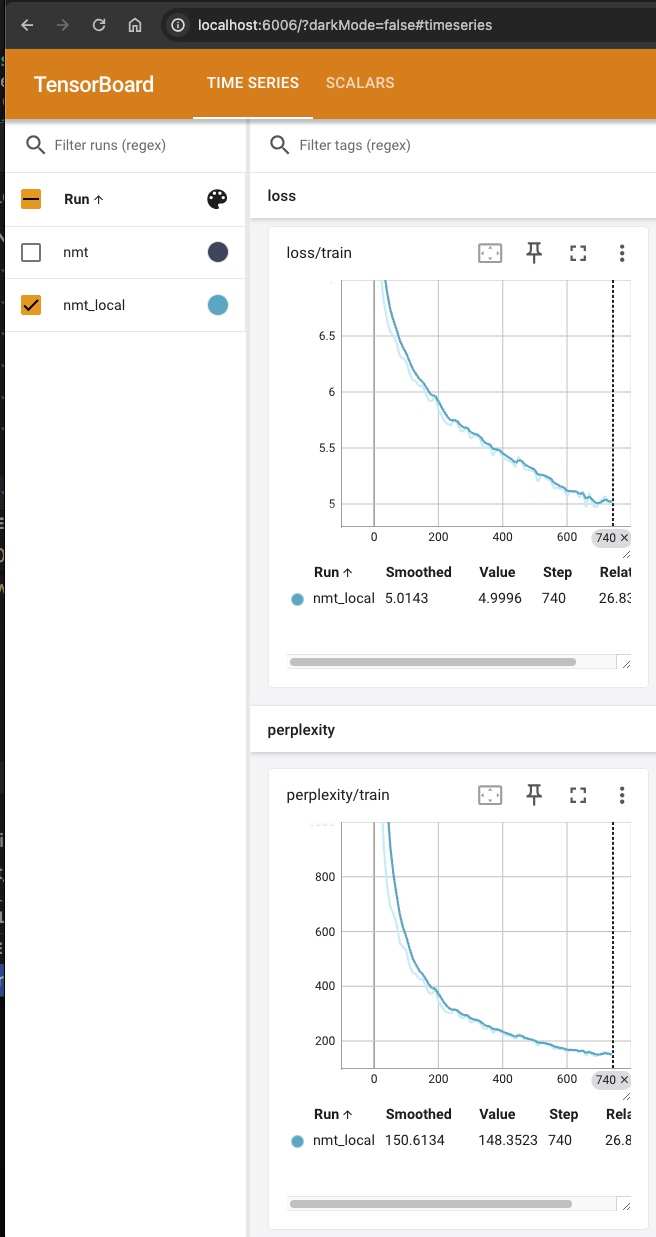 localhost:6006/?darkMode=false#timeseries
TensorBoard TIME SERIES SCALARS
Filter runs (regex)
Filter tags (regex)
Run ↑
nmt
nmt_local
loss
loss/train
6.5
6
5.5
5
0 200 400 600 740 ×
Run ↑ Smoothed Value Step Relat
nmt_local 5.0143 4.9996 740 26.83
perplexity
perplexity/train
800
600
400
200
0 200 400 600 740 ×
Run ↑ Smoothed Value Step Rela
nmt_local 150.6134 148.3523 740 26.8